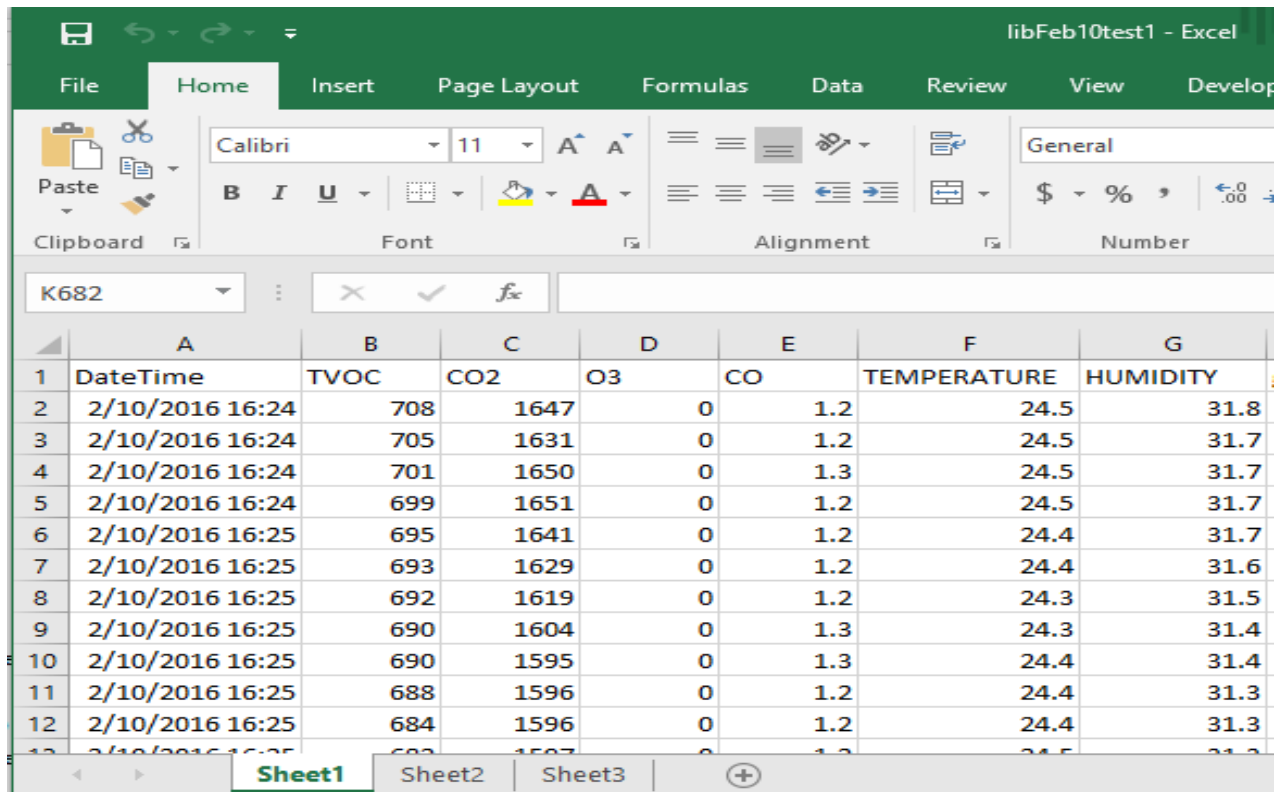 libFeb10test1 - Excel
File Home Insert Page Layout Formulas Data Review View Develop
Paste Calibri 11 A A General
B I U A $ % , .0 .00
Clipboard Font Alignment Number
K682 fx
A B C D E F G
1 DateTime TVOC CO2 O3 CO TEMPERATURE HUMIDITY
2 2/10/2016 16:24 708 1647 0 1.2 24.5 31.8
3 2/10/2016 16:24 705 1631 0 1.2 24.5 31.7
4 2/10/2016 16:24 701 1650 0 1.3 24.5 31.7
5 2/10/2016 16:24 699 1651 0 1.2 24.5 31.7
6 2/10/2016 16:25 695 1641 0 1.2 24.4 31.7
7 2/10/2016 16:25 693 1629 0 1.2 24.4 31.6
8 2/10/2016 16:25 692 1619 0 1.2 24.3 31.5
9 2/10/2016 16:25 690 1604 0 1.3 24.3 31.4
10 2/10/2016 16:25 690 1595 0 1.3 24.4 31.4
11 2/10/2016 16:25 688 1596 0 1.2 24.4 31.3
12 2/10/2016 16:25 684 1596 0 1.2 24.4 31.3
Sheet1 Sheet2 Sheet3